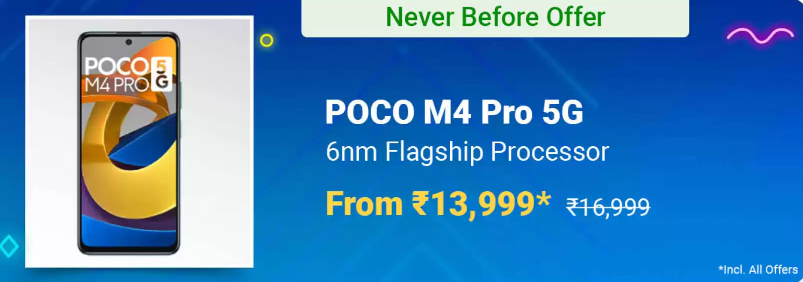 Never Before Offer
POCO 5
M4 PRO G
POCO M4 Pro 5G
6nm Flagship Processor
From ₹13,999* ₹16,999
*Incl. All Offers